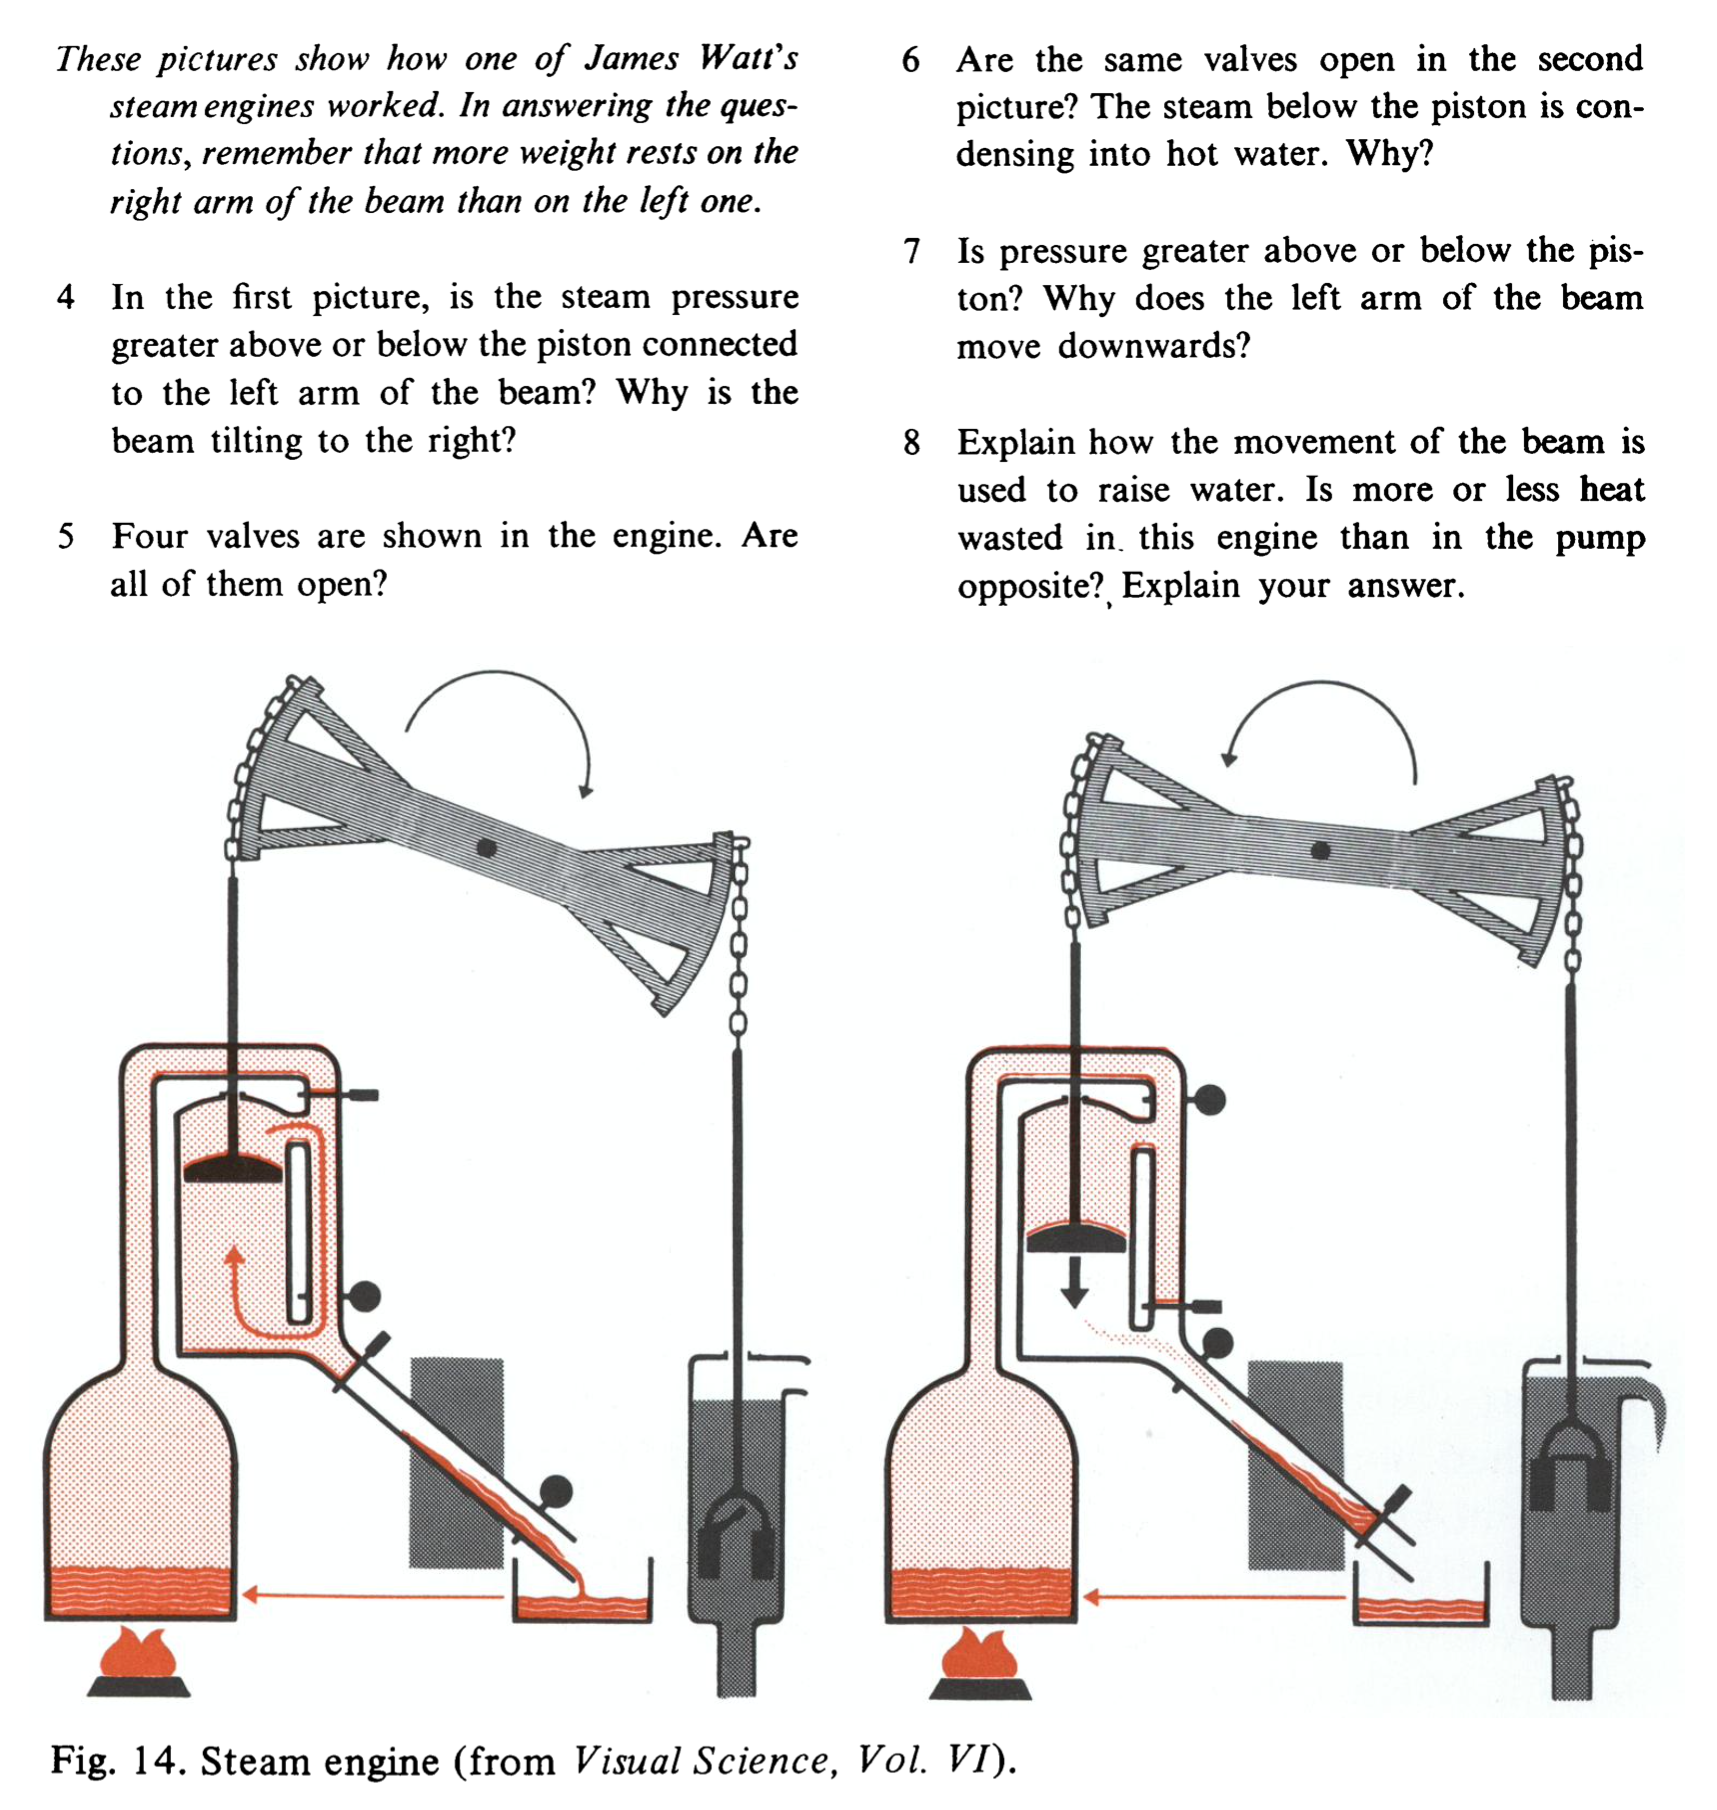 These pictures show how one of James Watt's
steam engines worked. In answering the ques-
tions, remember that more weight rests on the
right arm of the beam than on the left one.
4 In the first picture, is the steam pressure
greater above or below the piston connected
to the left arm of the beam? Why is the
beam tilting to the right?
5 Four valves are shown in the engine. Are
all of them open?
6 Are the same valves open in the second
picture? The steam below the piston is con-
densing into hot water. Why?
7 Is pressure greater above or below the pis-
ton? Why does the left arm of the beam
move downwards?
8 Explain how the movement of the beam is
used to raise water. Is more or less heat
wasted in this engine than in the pump
opposite? Explain your answer.
Fig. 14. Steam engine (from Visual Science, Vol. VI).